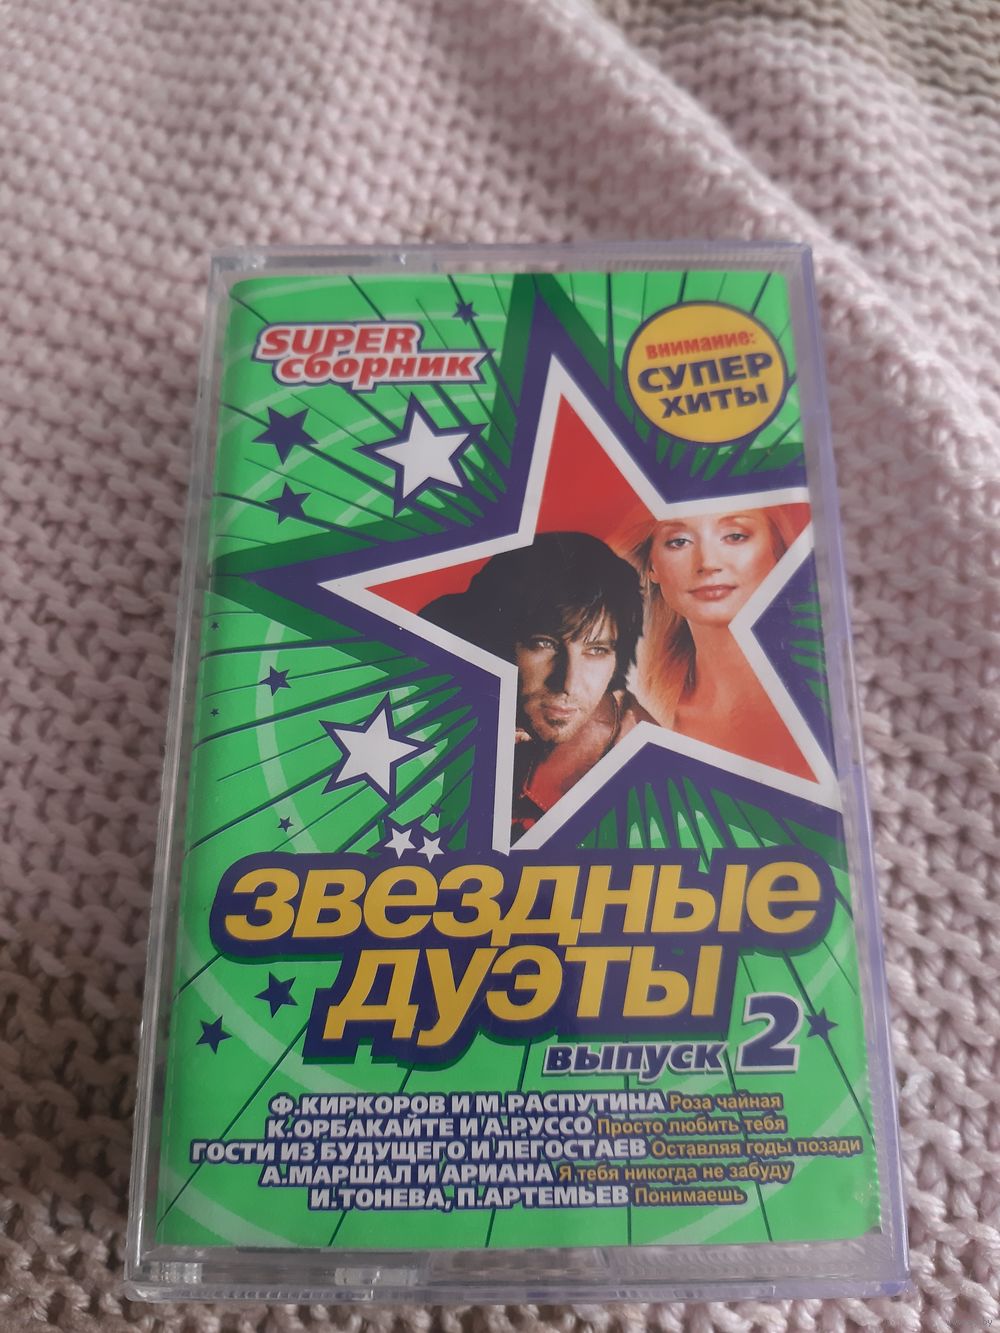 SUPER
сборник
внимание:
СУПЕР
ХИТЫ
звёздные
дуэты
выпуск 2
Ф.КИРКОРОВ И М.РАСПУТИНА Роза чайная
К.ОРБАКАЙТЕ И А.РУССО Просто любить тебя
ГОСТИ ИЗ БУДУЩЕГО И ЛЕГОСТАЕВ Оставляя годы позади
А.МАРШАЛ И АРИАНА Я тебя никогда не забуду
И.ТОНЕВА, П.АРТЕМЬЕВ Понимаешь